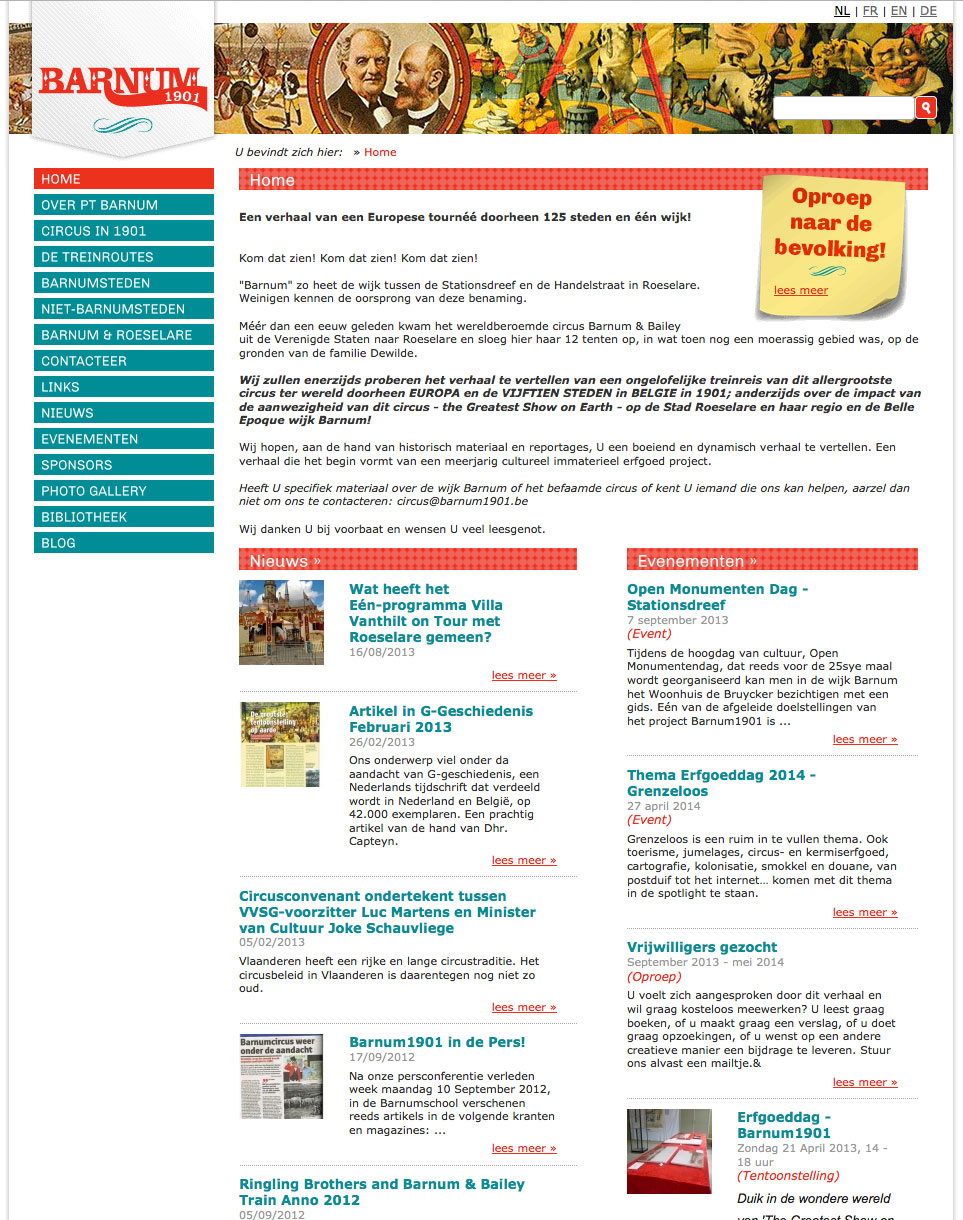 NL | FR | EN | DE
BARNUM
1901
U bevindt zich hier: » Home
HOME
OVER PT BARNUM
CIRCUS IN 1901
DE TREINROUTES
BARNUMSTEDEN
NIET-BARNUMSTEDEN
BARNUM & ROESELARE
CONTACTEER
LINKS
NIEUWS
EVENEMENTEN
SPONSORS
PHOTO GALLERY
BIBLIOTHEEK
BLOG
Home
Oproep
naar de
bevolking!
lees meer
Een verhaal van een Europese tournéé doorheen 125 steden en één wijk!
Kom dat zien! Kom dat zien! Kom dat zien!
"Barnum" zo heet de wijk tussen de Stationsdreef en de Handelstraat in Roeselare.
Weinigen kennen de oorsprong van deze benaming.
Méér dan een eeuw geleden kwam het wereldberoemde circus Barnum & Bailey
uit de Verenigde Staten naar Roeselare en sloeg hier haar 12 tenten op, in wat toen nog een moerassig gebied was, op de
gronden van de familie Dewilde.
Wij zullen enerzijds proberen het verhaal te vertellen van een ongelofelijke treinreis van dit allergrootste
circus ter wereld doorheen EUROPA en de VIJFTIEN STEDEN in BELGIE in 1901; anderzijds over de impact van
de aanwezigheid van dit circus - the Greatest Show on Earth - op de Stad Roeselare en haar regio en de Belle
Epoque wijk Barnum!
Wij hopen, aan de hand van historisch materiaal en reportages, U een boeiend en dynamisch verhaal te vertellen. Een
verhaal die het begin vormt van een meerjarig cultureel immaterieel erfgoed project.
Heeft U specifiek materiaal over de wijk Barnum of het befaamde circus of kent U iemand die ons kan helpen, aarzel dan
niet om ons te contacteren: circus@barnum1901.be
Wij danken U bij voorbaat en wensen U veel leesgenot.
Nieuws »
Wat heeft het
Eén-programma Villa
Vanthilt on Tour met
Roeselare gemeen?
16/08/2013
lees meer »
De grootste
tentoonstelling
op aarde
Artikel in G-Geschiedenis
Februari 2013
26/02/2013
Ons onderwerp viel onder da
aandacht van G-geschiedenis, een
Nederlands tijdschrift dat verdeeld
wordt in Nederland en België, op
42.000 exemplaren. Een prachtig
artikel van de hand van Dhr.
Capteyn.
lees meer »
Circusconvenant ondertekent tussen
VVSG-voorzitter Luc Martens en Minister
van Cultuur Joke Schauvliege
05/02/2013
Vlaanderen heeft een rijke en lange circustraditie. Het
circusbeleid in Vlaanderen is daarentegen nog niet zo
oud.
lees meer »
Barnumcircus weer
onder de aandacht
Barnum1901 in de Pers!
17/09/2012
Na onze persconferentie verleden
week maandag 10 September 2012,
in de Barnumschool verschenen
reeds artikels in de volgende kranten
en magazines: ...
lees meer »
Ringling Brothers and Barnum & Bailey
Train Anno 2012
05/09/2012
Evenementen »
Open Monumenten Dag -
Stationsdreef
7 september 2013
(Event)
Tijdens de hoogdag van cultuur, Open
Monumentendag, dat reeds voor de 25sye maal
wordt georganiseerd kan men in de wijk Barnum
het Woonhuis de Bruycker bezichtigen met een
gids. Eén van de afgeleide doelstellingen van
het project Barnum1901 is ...
lees meer »
Thema Erfgoeddag 2014 -
Grenzeloos
27 april 2014
(Event)
Grenzeloos is een ruim in te vullen thema. Ook
toerisme, jumelages, circus- en kermiserfgoed,
cartografie, kolonisatie, smokkel en douane, van
postduif tot het internet... komen met dit thema
in de spotlight te staan.
lees meer »
Vrijwilligers gezocht
September 2013 - mei 2014
(Oproep)
U voelt zich aangesproken door dit verhaal en
wil graag kosteloos meewerken? U leest graag
boeken, of u maakt graag een verslag, of u doet
graag opzoekingen, of u wenst op een andere
creatieve manier een bijdrage te leveren. Stuur
ons alvast een mailtje.&
lees meer »
Erfgoeddag -
Barnum1901
Zondag 21 April 2013, 14 -
18 uur
(Tentoonstelling)
Duik in de wondere wereld
van 'The Greatest Show on